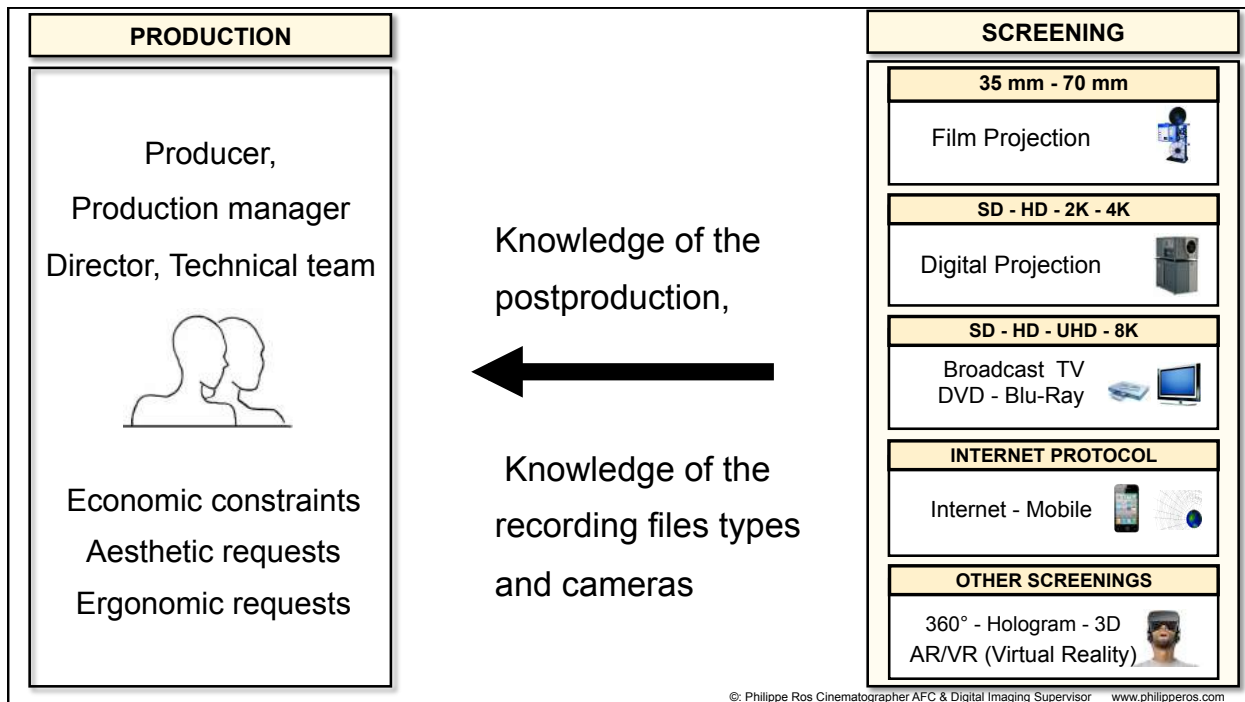 PRODUCTION
Producer,
Production manager
Director, Technical team
Economic constraints
Aesthetic requests
Ergonomic requests
Knowledge of the
postproduction,
Knowledge of the
recording files types
and cameras
SCREENING
35 mm - 70 mm
Film Projection
SD - HD - 2K - 4K
Digital Projection
SD - HD - UHD - 8K
Broadcast TV
DVD - Blu-Ray
INTERNET PROTOCOL
Internet - Mobile
OTHER SCREENINGS
360° - Hologram - 3D
AR/VR (Virtual Reality)
©: Philippe Ros Cinematographer AFC & Digital Imaging Supervisor www.philipperos.com